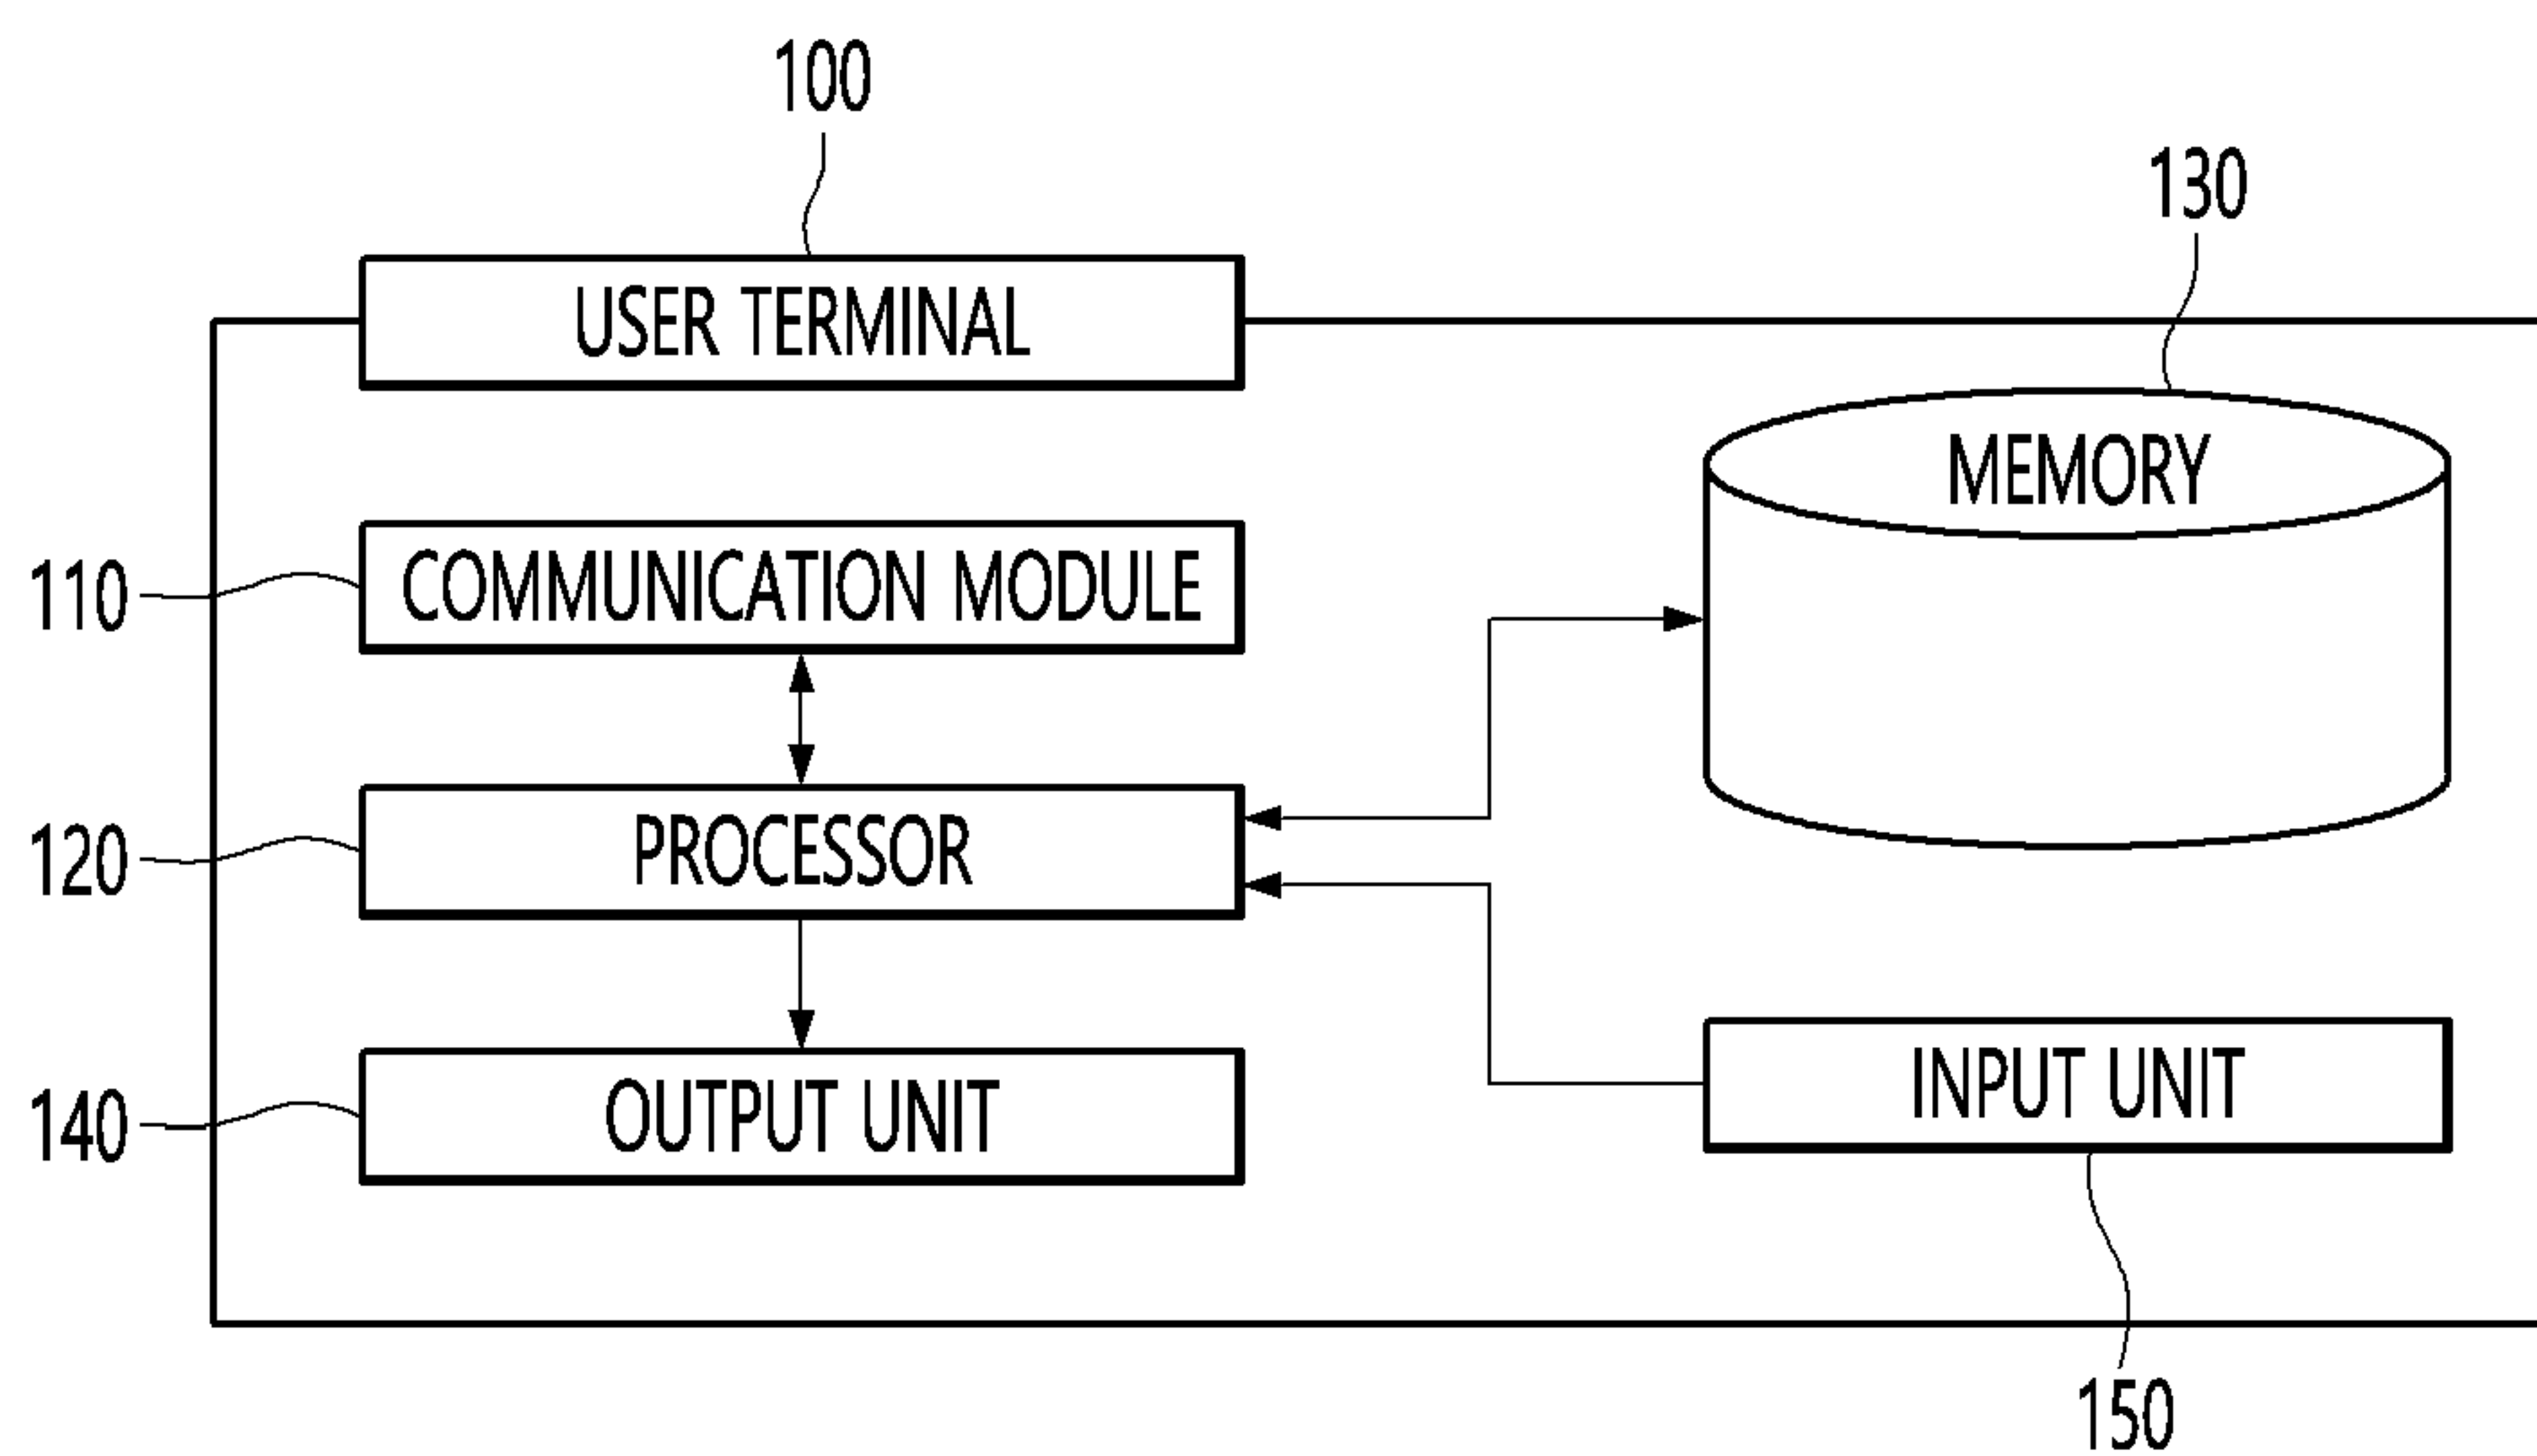 100
130
USER TERMINAL
MEMORY
110
COMMUNICATION MODULE
120
PROCESSOR
140
OUTPUT UNIT
INPUT UNIT
150